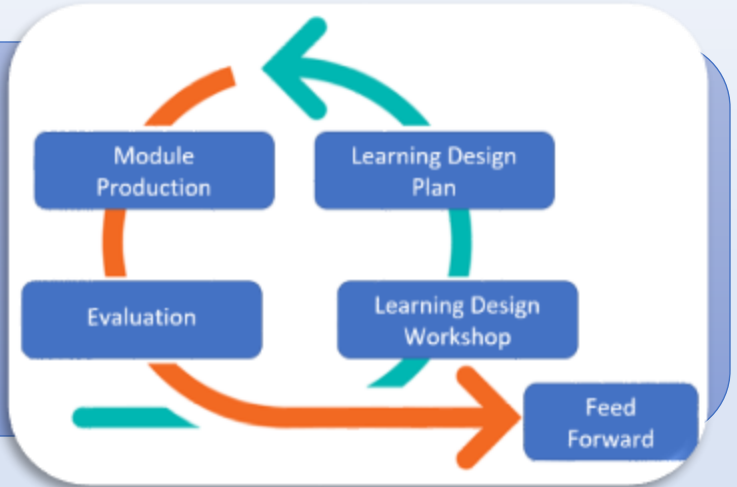 Module
Production
Learning Design
Plan
Evaluation
Learning Design
Workshop
Feed
Forward